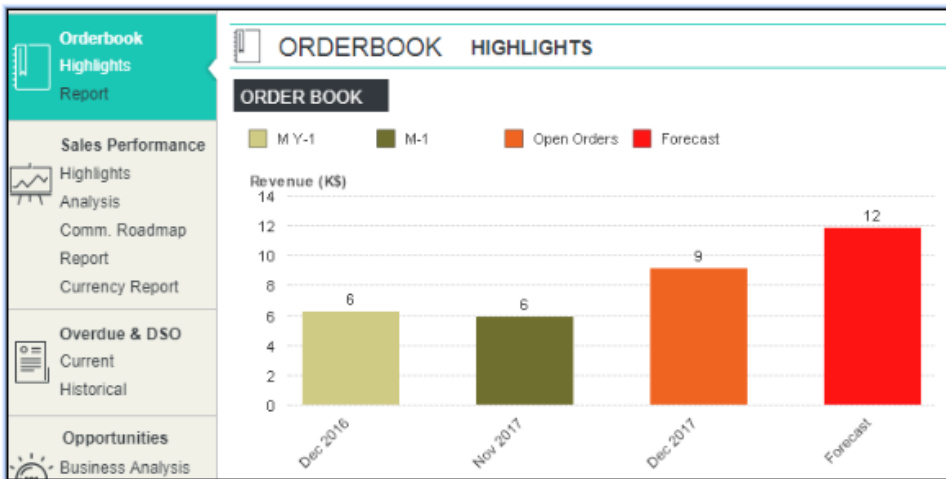 Orderbook
Highlights
Report
Sales Performance
Highlights
Analysis
Comm. Roadmap
Report
Currency Report
Overdue & DSO
Current
Historical
Opportunities
Business Analysis
ORDERBOOK HIGHLIGHTS
ORDER BOOK
M Y-1 M-1 Open Orders Forecast
Revenue (K$)
14
12
10
8
6
4
2
0
6
6
9
12
Dec 2016
Nov 2017
Dec 2017
Forecast